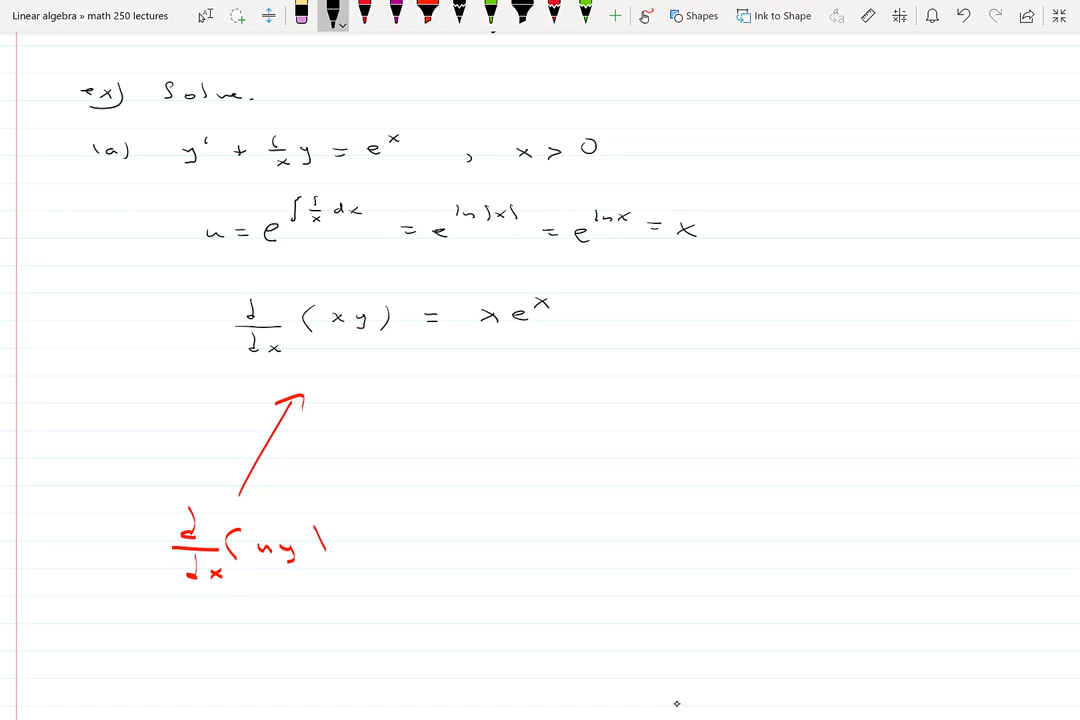 Linear algebra » math 250 lectures Shapes Ink to Shape
ex) Solve.
(a) y' + 1/x y = e^x , x > 0
u = e^∫ 1/x dx = e^ln|x| = e^ln x = x
d/dx (xy) = x e^x
d/dx (uy)